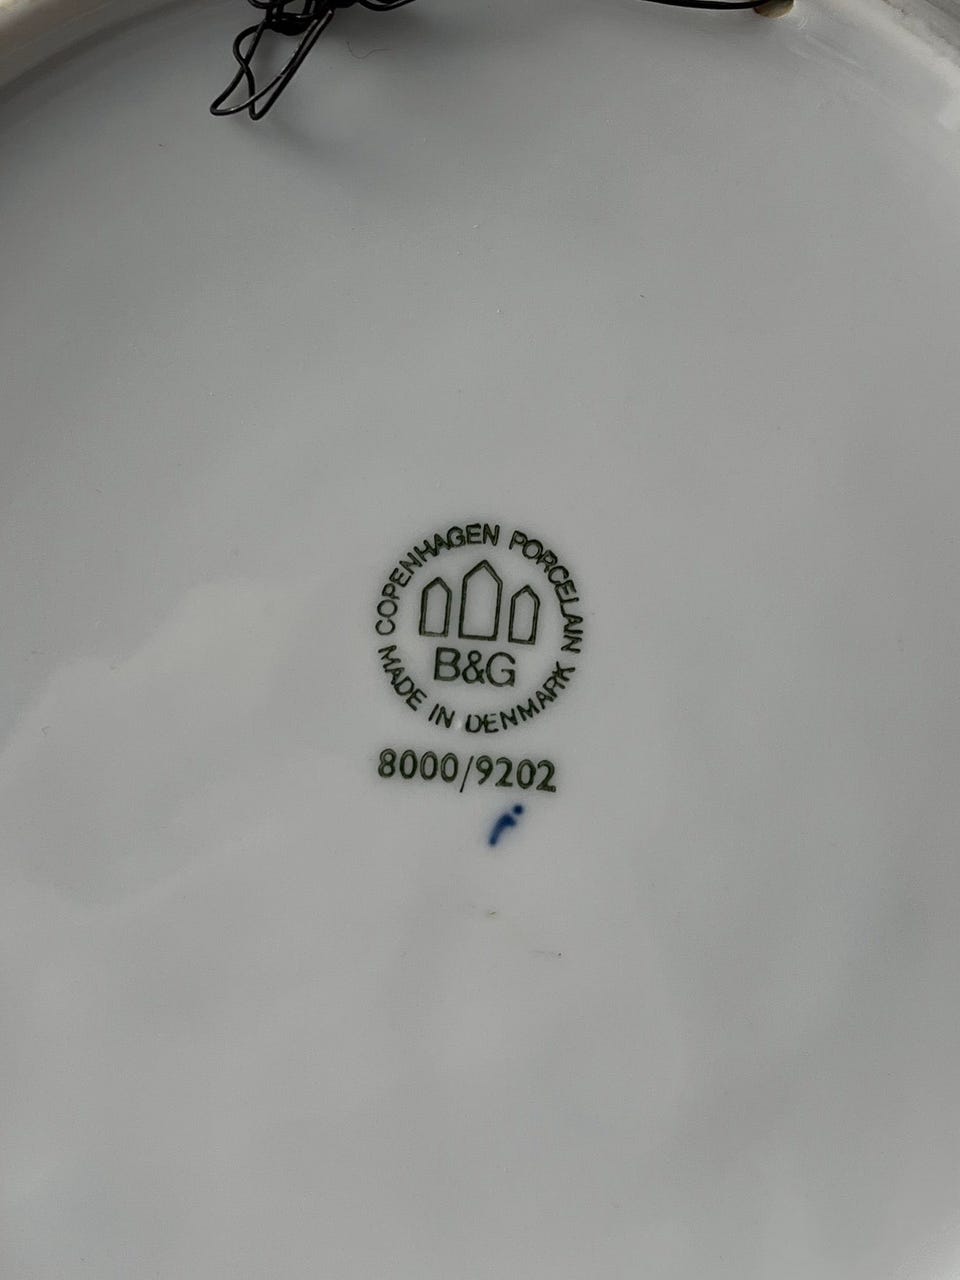 COPENHAGEN PORCELAIN
B&G
MADE IN DENMARK
8000/9202